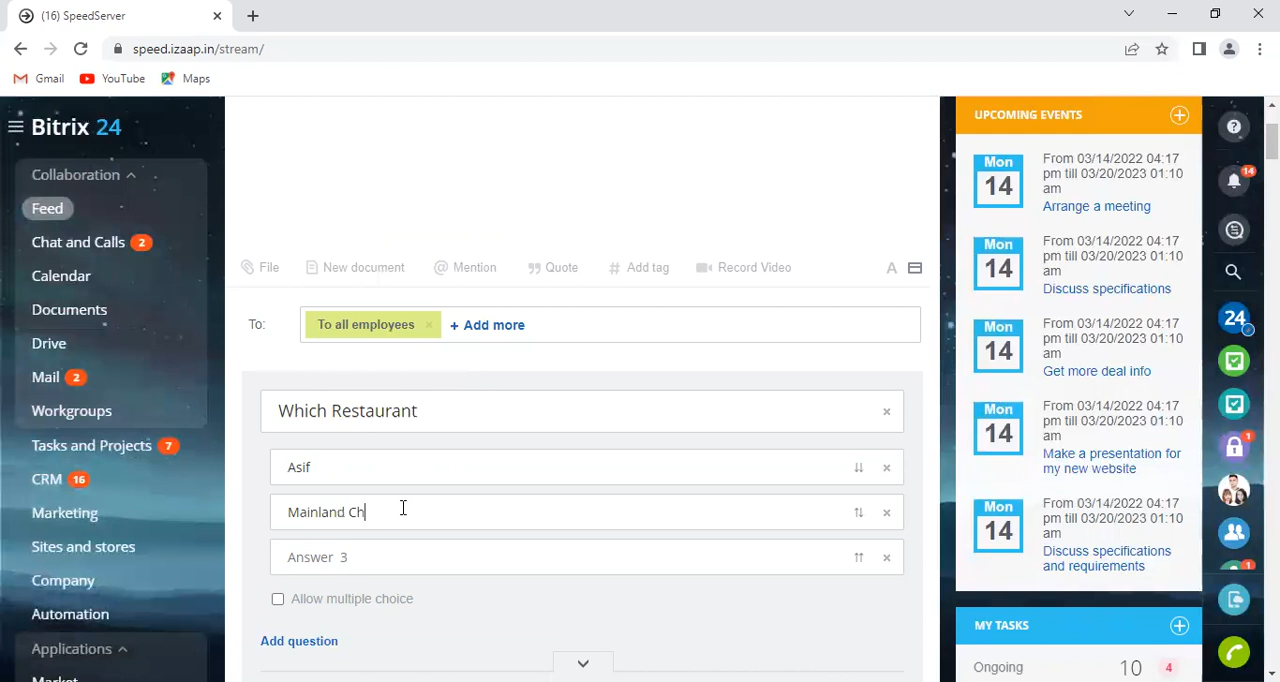 (16) SpeedServer
speed.izaap.in/stream/
Gmail YouTube Maps
Bitrix 24
Collaboration
Feed
Chat and Calls 2
Calendar
Documents
Drive
Mail 2
Workgroups
Tasks and Projects 7
CRM 16
Marketing
Sites and stores
Company
Automation
Applications
File New document Mention Quote # Add tag Record Video A
To: To all employees × + Add more
Which Restaurant
Asif
Mainland Ch
Answer 3
Allow multiple choice
Add question
UPCOMING EVENTS
Mon
14
From 03/14/2022 04:17
pm till 03/20/2023 01:10
am
Arrange a meeting
Mon
14
From 03/14/2022 04:17
pm till 03/20/2023 01:10
am
Discuss specifications
Mon
14
From 03/14/2022 04:17
pm till 03/20/2023 01:10
am
Get more deal info
Mon
14
From 03/14/2022 04:17
pm till 03/20/2023 01:10
am
Make a presentation for
my new website
Mon
14
From 03/14/2022 04:17
pm till 03/20/2023 01:10
am
Discuss specifications
and requirements
MY TASKS
Ongoing 10 4
14
24
1
1